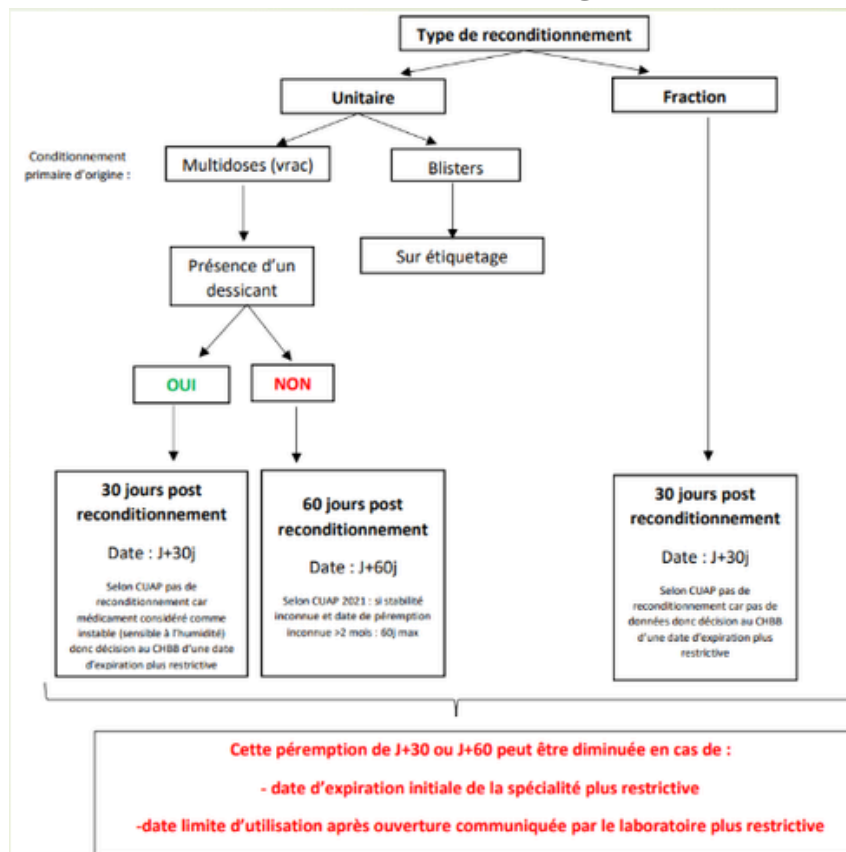 Type de reconditionnement
Unitaire
Fraction
Conditionnement
primaire d'origine :
Multidoses (vrac)
Blisters
Présence d'un
dessicant
Sur étiquetage
OUI
NON
30 jours post
reconditionnement
Date : J+30j
Selon CUAP pas de
reconditionnement car
médicament considéré comme
instable (sensible à l'humidité)
donc décision au CHBB d'une date
d'expiration plus restrictive
60 jours post
reconditionnement
Date : J+60j
Selon CUAP 2021 : si stabilité
inconnue et date de péremption
inconnue >2 mois : 60j max
30 jours post
reconditionnement
Date : J+30j
Selon CUAP pas de
reconditionnement car pas de
données donc décision au CHBB
d'une date d'expiration plus
restrictive
Cette péremption de J+30 ou J+60 peut être diminuée en cas de :
- date d'expiration initiale de la spécialité plus restrictive
-date limite d'utilisation après ouverture communiquée par le laboratoire plus restrictive